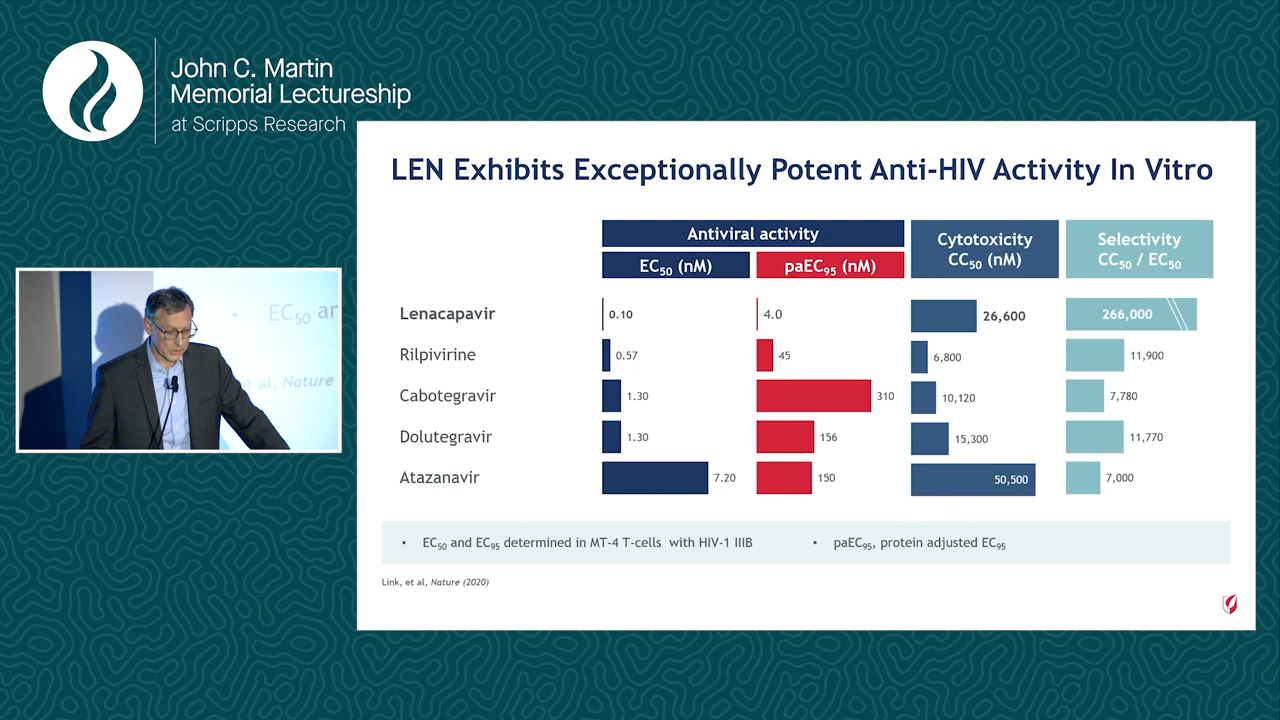 John C. Martin
Memorial Lectureship
at Scripps Research
LEN Exhibits Exceptionally Potent Anti-HIV Activity In Vitro
Antiviral activity
EC50 (nM)
paEC95 (nM)
Cytotoxicity
CC50 (nM)
Selectivity
CC50 / EC50
Lenacapavir 0.10 4.0 26,600 266,000
Rilpivirine 0.57 45 6,800 11,900
Cabotegravir 1.30 310 10,120 7,780
Dolutegravir 1.30 156 15,300 11,770
Atazanavir 7.20 150 50,500 7,000
• EC50 and EC95 determined in MT-4 T-cells with HIV-1 IIIB
• paEC95, protein adjusted EC95
Link, et al, Nature (2020)
• EC50 ar
et al, Nature